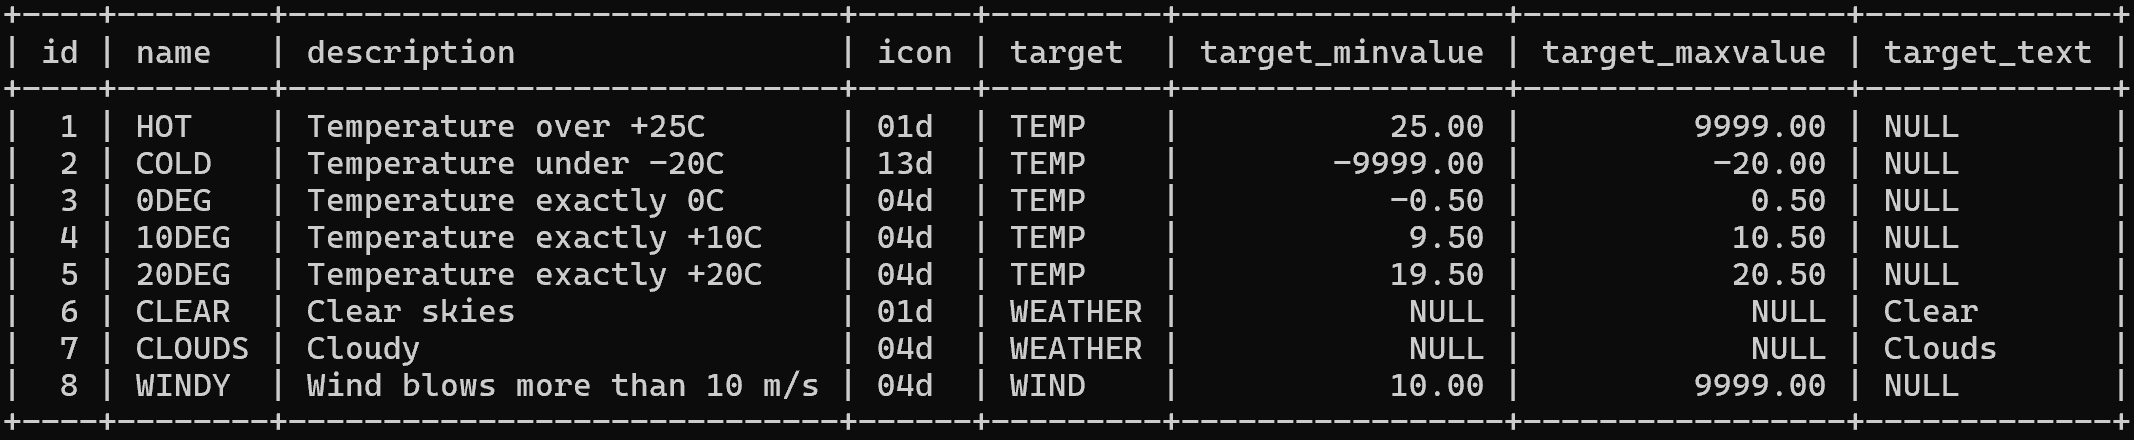 +----+--------+-----------------------------+------+---------+-----------------+-----------------+-------------+
| id | name   | description                 | icon | target  | target_minvalue | target_maxvalue | target_text |
+----+--------+-----------------------------+------+---------+-----------------+-----------------+-------------+
|  1 | HOT    | Temperature over +25C       | 01d  | TEMP    |           25.00 |         9999.00 | NULL        |
|  2 | COLD   | Temperature under -20C      | 13d  | TEMP    |        -9999.00 |          -20.00 | NULL        |
|  3 | 0DEG   | Temperature exactly 0C      | 04d  | TEMP    |           -0.50 |            0.50 | NULL        |
|  4 | 10DEG  | Temperature exactly +10C    | 04d  | TEMP    |            9.50 |           10.50 | NULL        |
|  5 | 20DEG  | Temperature exactly +20C    | 04d  | TEMP    |           19.50 |           20.50 | NULL        |
|  6 | CLEAR  | Clear skies                 | 01d  | WEATHER |            NULL |            NULL | Clear       |
|  7 | CLOUDS | Cloudy                      | 04d  | WEATHER |            NULL |            NULL | Clouds      |
|  8 | WINDY  | Wind blows more than 10 m/s | 04d  | WIND    |           10.00 |         9999.00 | NULL        |
+----+--------+-----------------------------+------+---------+-----------------+-----------------+-------------+